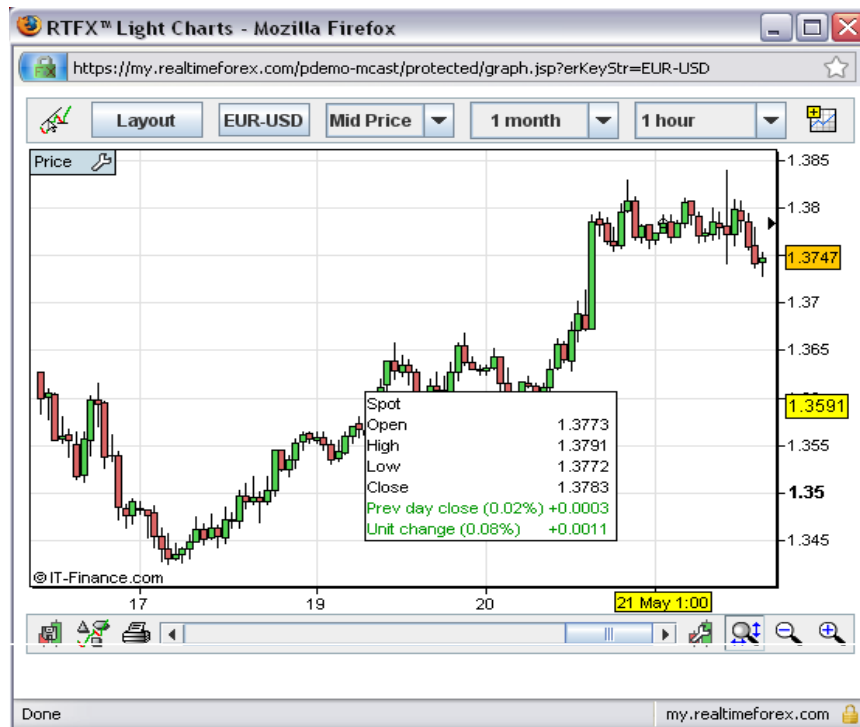 RTFX™ Light Charts - Mozilla Firefox
https://my.realtimeforex.com/pdemo-mcast/protected/graph.jsp?erKeyStr=EUR-USD
Layout EUR-USD Mid Price 1 month 1 hour
Price
1.385
1.38
1.3747
1.37
1.365
1.3591
1.355
1.35
1.345
Spot
Open 1.3773
High 1.3791
Low 1.3772
Close 1.3783
Prev day close (0.02%) +0.0003
Unit change (0.08%) +0.0011
© IT-Finance.com
17 19 20 21 May 1:00
Done my.realtimeforex.com